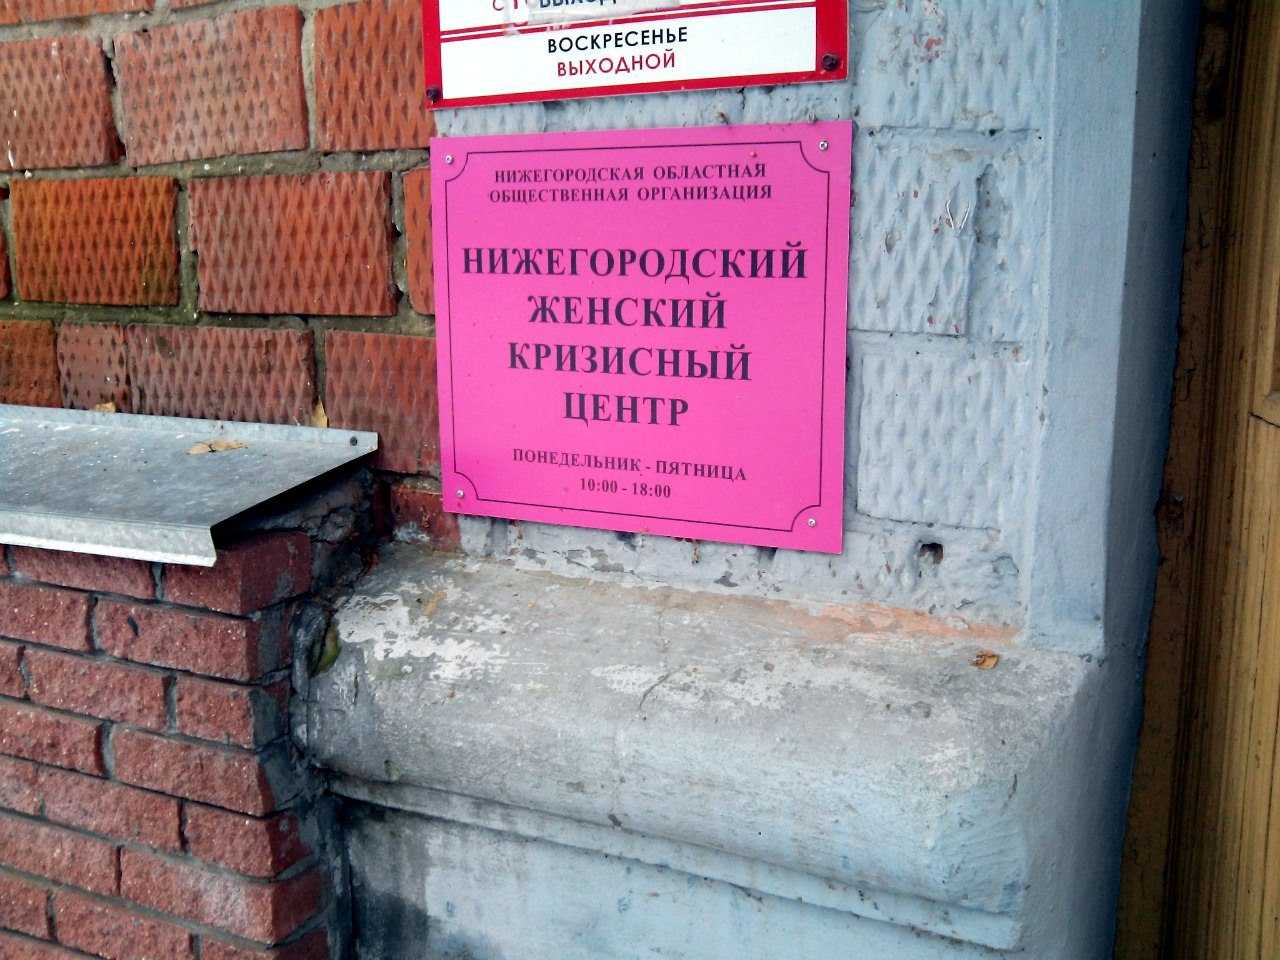 ВОСКРЕСЕНЬЕ
ВЫХОДНОЙ
НИЖЕГОРОДСКАЯ ОБЛАСТНАЯ
ОБЩЕСТВЕННАЯ ОРГАНИЗАЦИЯ
НИЖЕГОРОДСКИЙ
ЖЕНСКИЙ
КРИЗИСНЫЙ
ЦЕНТР
ПОНЕДЕЛЬНИК - ПЯТНИЦА
10:00 - 18:00